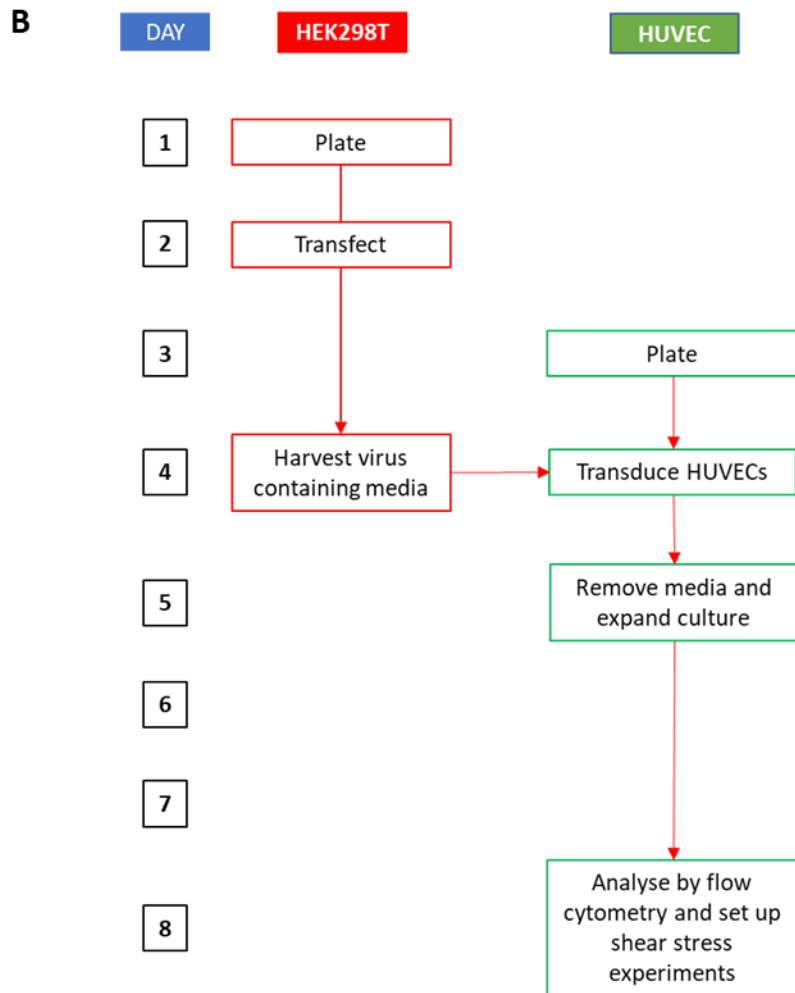 B
DAY
HEK298T
HUVEC
1
Plate
2
Transfect
3
Plate
4
Harvest virus
containing media
Transduce HUVECs
5
Remove media and
expand culture
6
7
8
Analyse by flow
cytometry and set up
shear stress
experiments